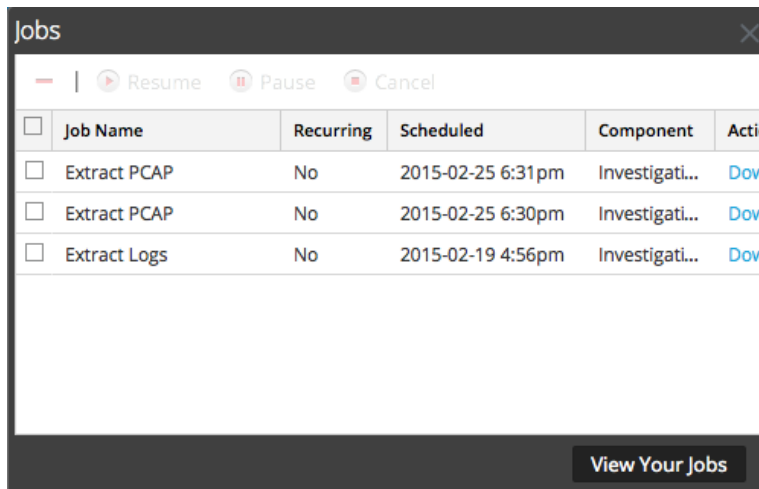 Jobs
Resume Pause Cancel
Job Name Recurring Scheduled Component Acti
Extract PCAP No 2015-02-25 6:31pm Investigati... Dow
Extract PCAP No 2015-02-25 6:30pm Investigati... Dow
Extract Logs No 2015-02-19 4:56pm Investigati... Dow
View Your Jobs